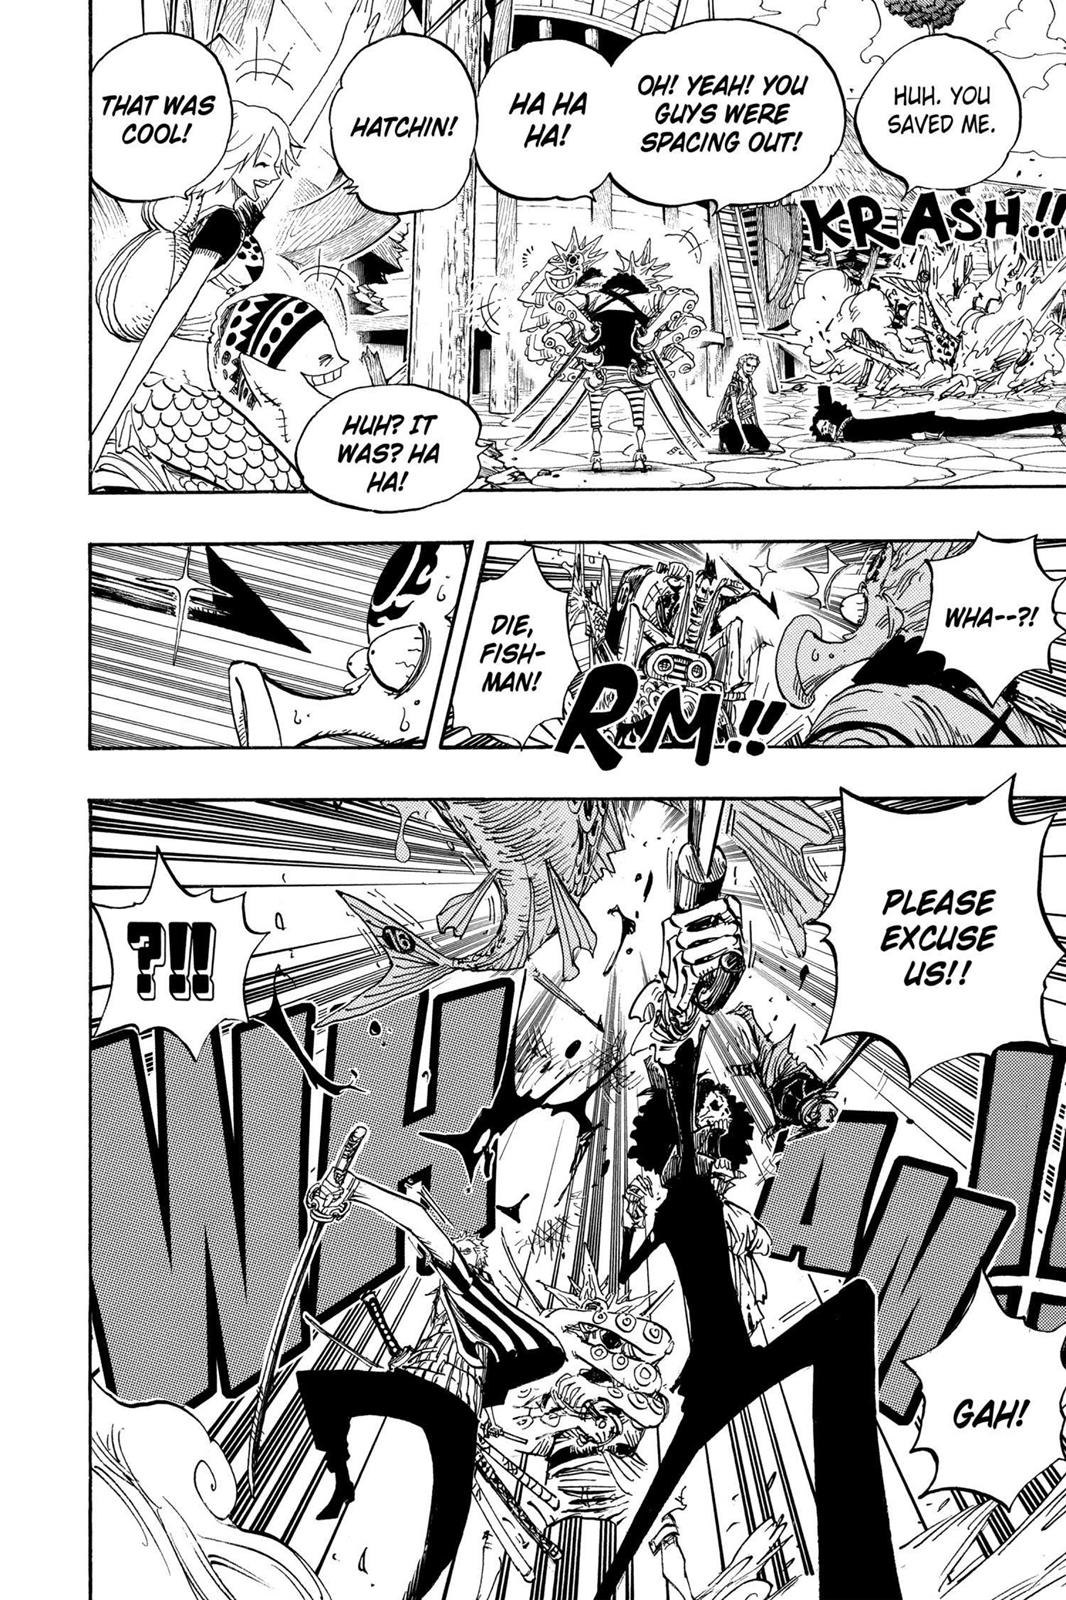 HUH. YOU
SAVED ME.
OH! YEAH! YOU
GUYS WERE
SPACING OUT!
HA HA
HA!
HATCHIN!
THAT WAS
COOL!
KRASH!!
HUH? IT
WAS? HA
HA!
WHA--?!
DIE,
FISH-
MAN!
RM!!
PLEASE
EXCUSE
US!!
?!!
16
GAH!